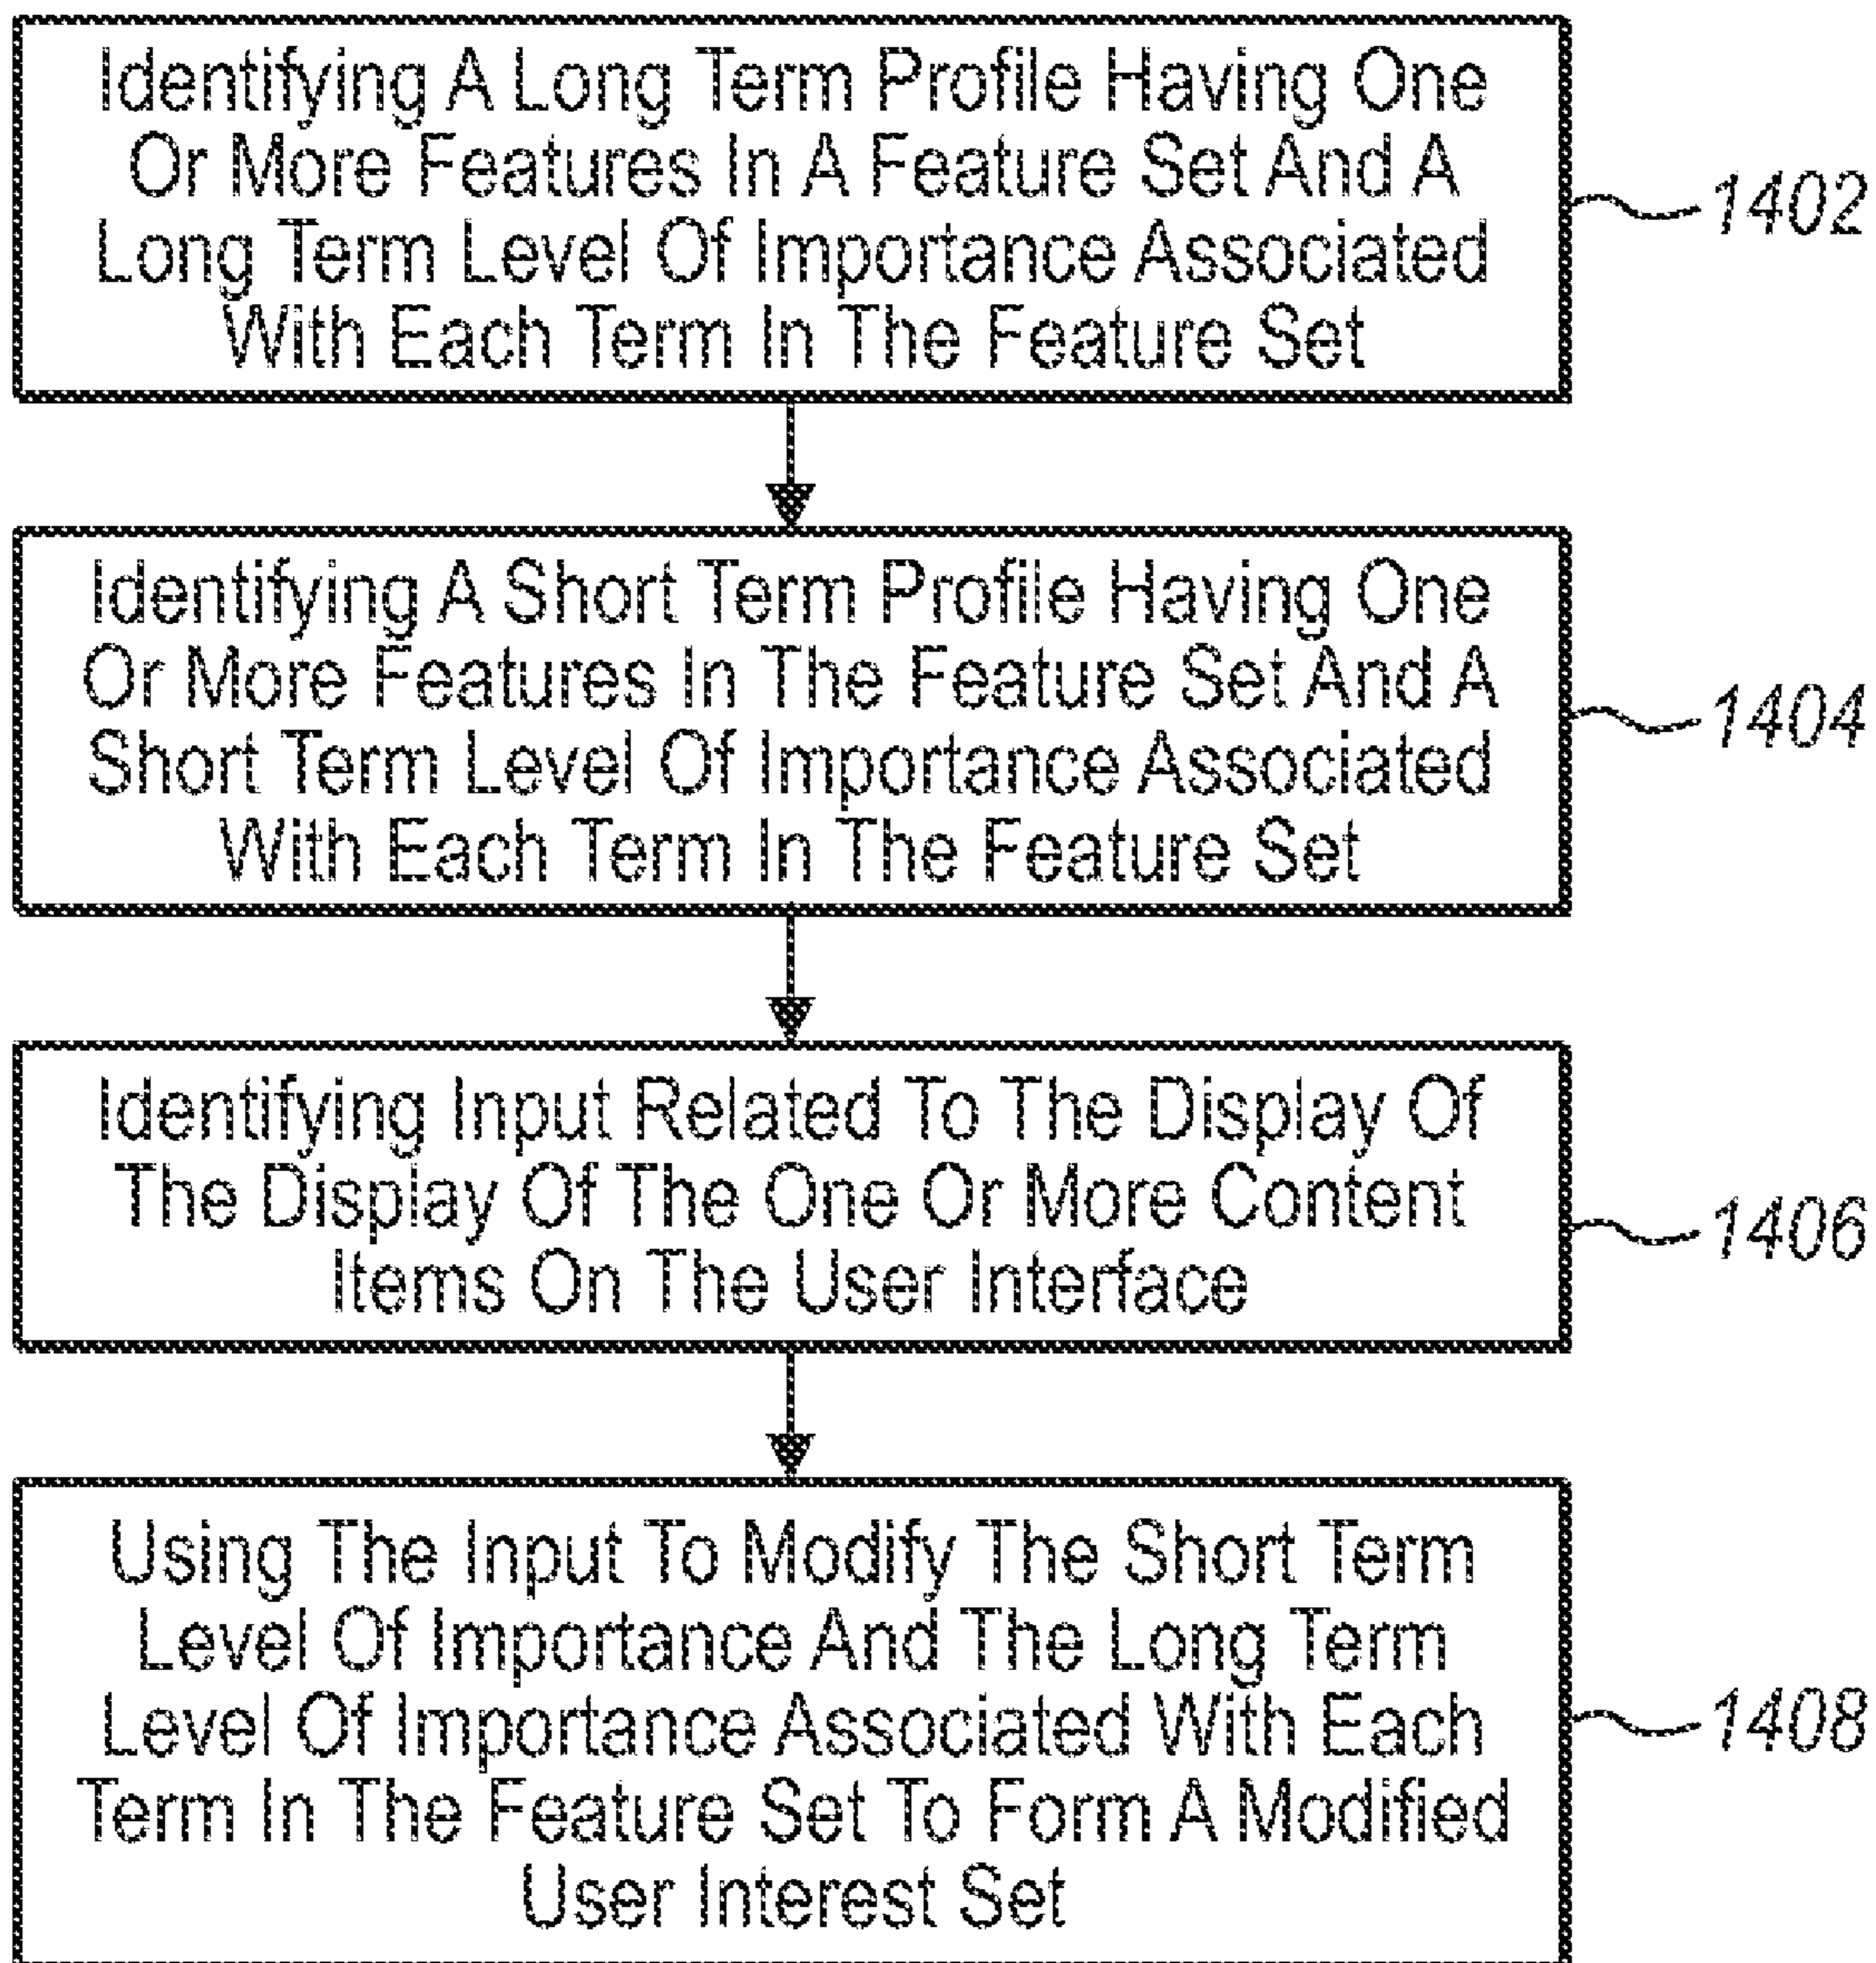 Identifying A Long Term Profile Having One
Or More Features In A Feature Set And A
Long Term Level Of Importance Associated
With Each Term In The Feature Set
1402
Identifying A Short Term Profile Having One
Or More Features In The Feature Set And A
Short Term Level Of Importance Associated
With Each Term In The Feature Set
1404
Identifying Input Related To The Display Of
The Display Of The One Or More Content
Items On The User Interface
1406
Using The Input To Modify The Short Term
Level Of Importance And The Long Term
Level Of Importance Associated With Each
Term In The Feature Set To Form A Modified
User Interest Set
1408